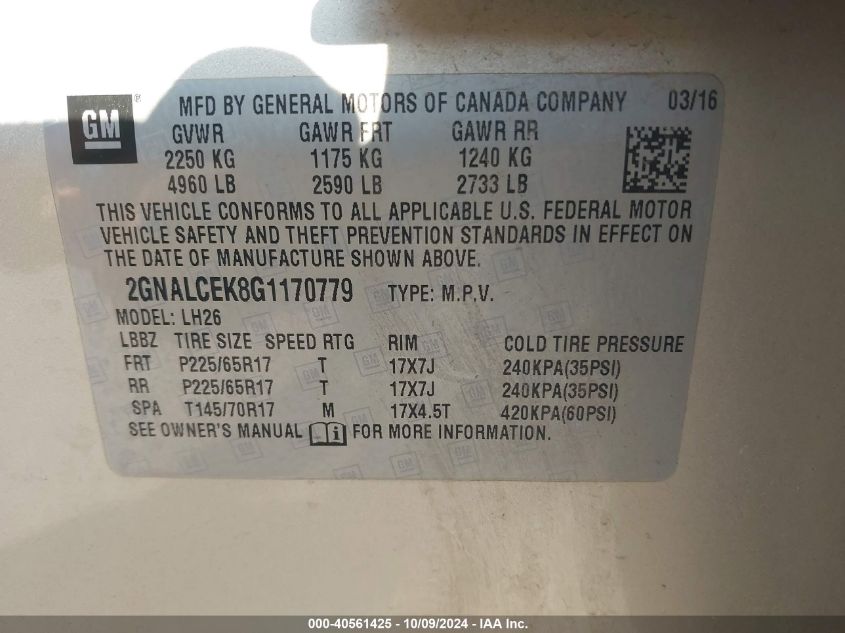 GM ® MFD BY GENERAL MOTORS OF CANADA COMPANY 03/16
GVWR GAWR FRT GAWR RR
2250 KG 1175 KG 1240 KG
4960 LB 2590 LB 2733 LB
THIS VEHICLE CONFORMS TO ALL APPLICABLE U.S. FEDERAL MOTOR
VEHICLE SAFETY AND THEFT PREVENTION STANDARDS IN EFFECT ON
THE DATE OF MANUFACTURE SHOWN ABOVE.
2GNALCEK8G1170779 TYPE: M.P.V.
MODEL: LH26
LBBZ TIRE SIZE SPEED RTG RIM COLD TIRE PRESSURE
FRT P225/65R17 T 17X7J 240KPA(35PSI)
RR P225/65R17 T 17X7J 240KPA(35PSI)
SPA T145/70R17 M 17X4.5T 420KPA(60PSI)
SEE OWNER'S MANUAL i FOR MORE INFORMATION.
000-40561425 - 10/09/2024 - IAA Inc.